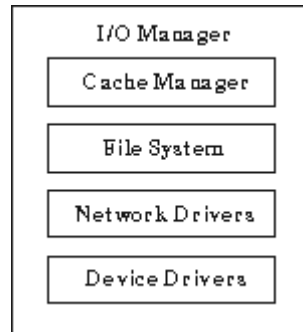 I/O Manager
Cache Manager
File System
Network Drivers
Device Drivers